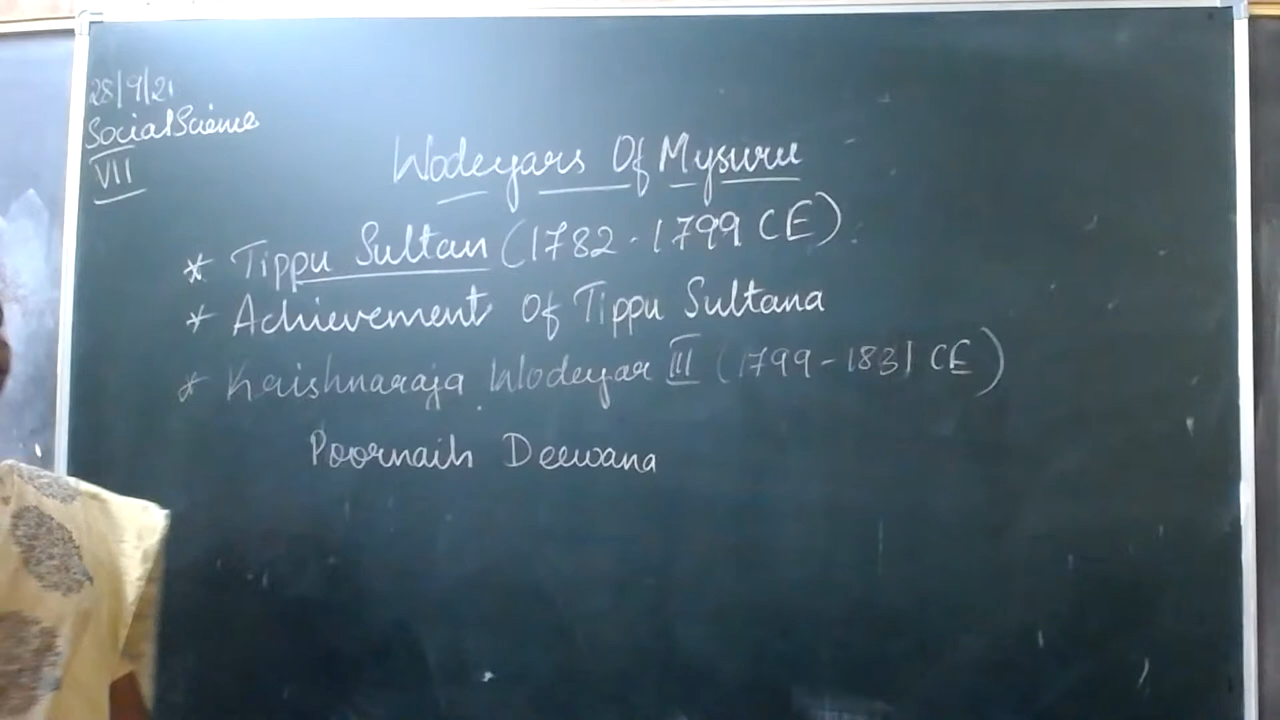 28/9/21
Social Science
VII
Wodeyars Of Mysuru
* Tippu Sultan (1782-1799 CE).
* Achievement Of Tippu Sultana
* Krishnaraja Wodeyar III (1799-1831 CE)
Poornaih Deewana